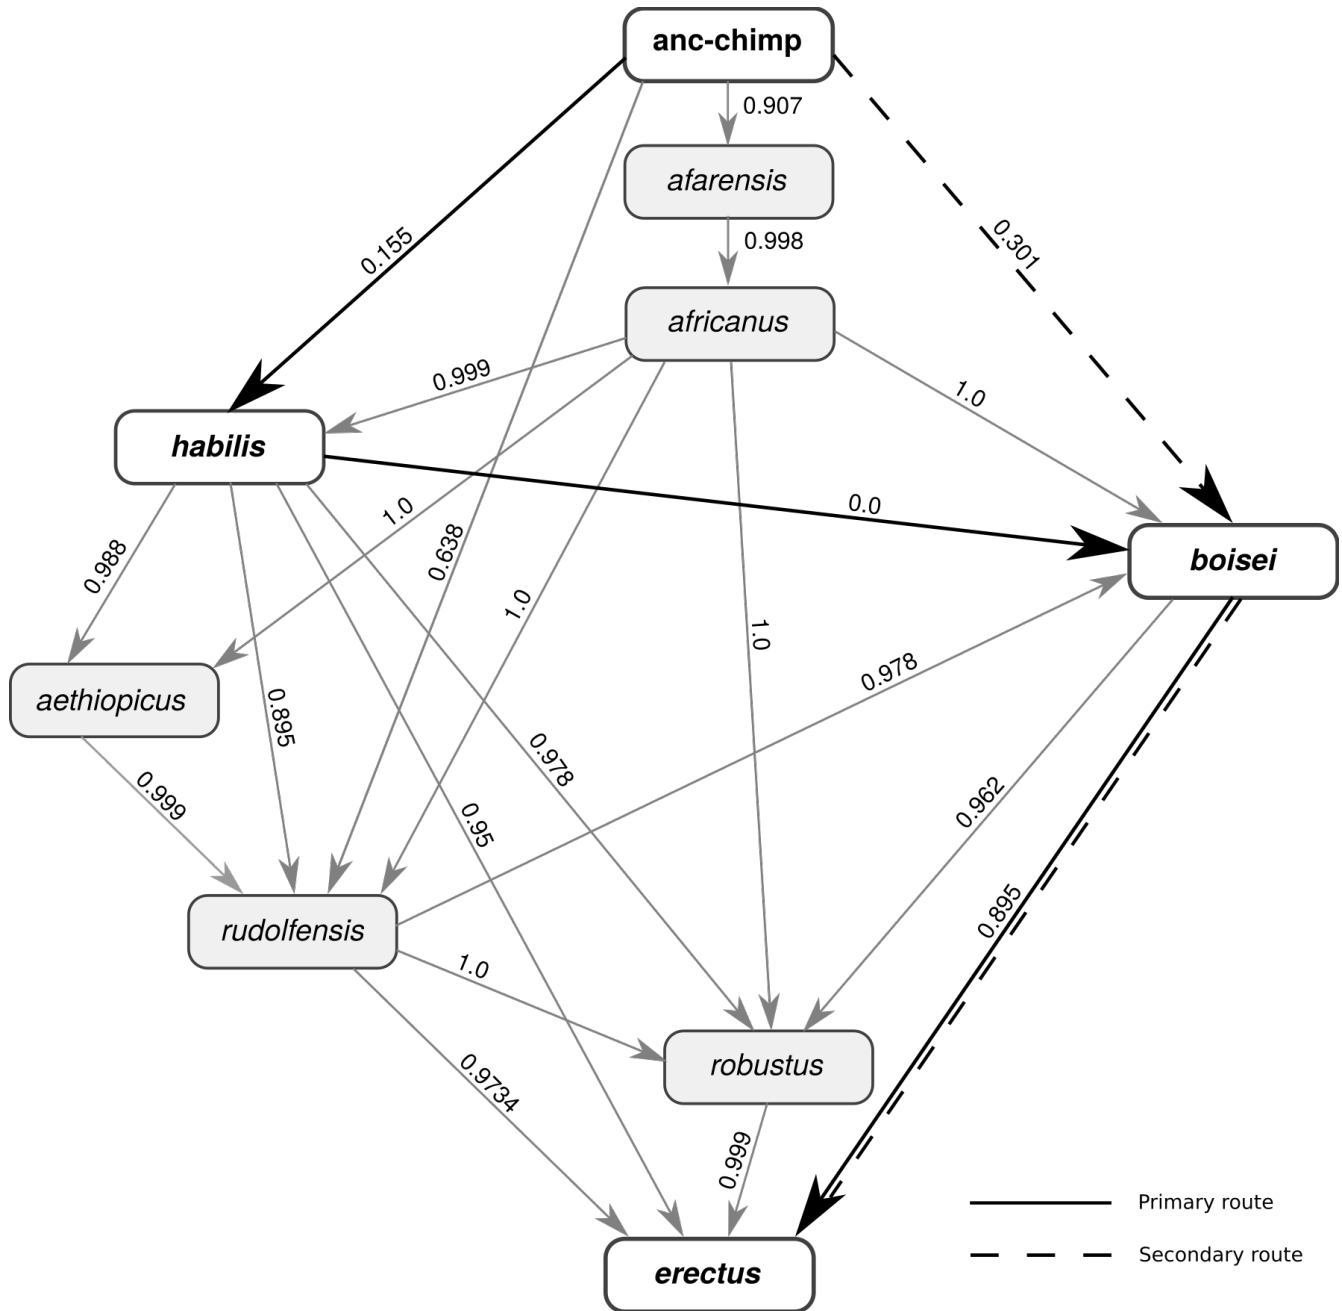 anc-chimp
0.907
afarensis
0.155
0.998
0.301
africanus
0.999
1.0
habilis
1.0
0.0
0.638
0.988
boisei
1.0
1.0
0.978
aethiopicus
0.895
0.978
0.999
0.95
0.962
0.895
rudolfensis
1.0
robustus
0.9734
0.999
Primary route
Secondary route
erectus